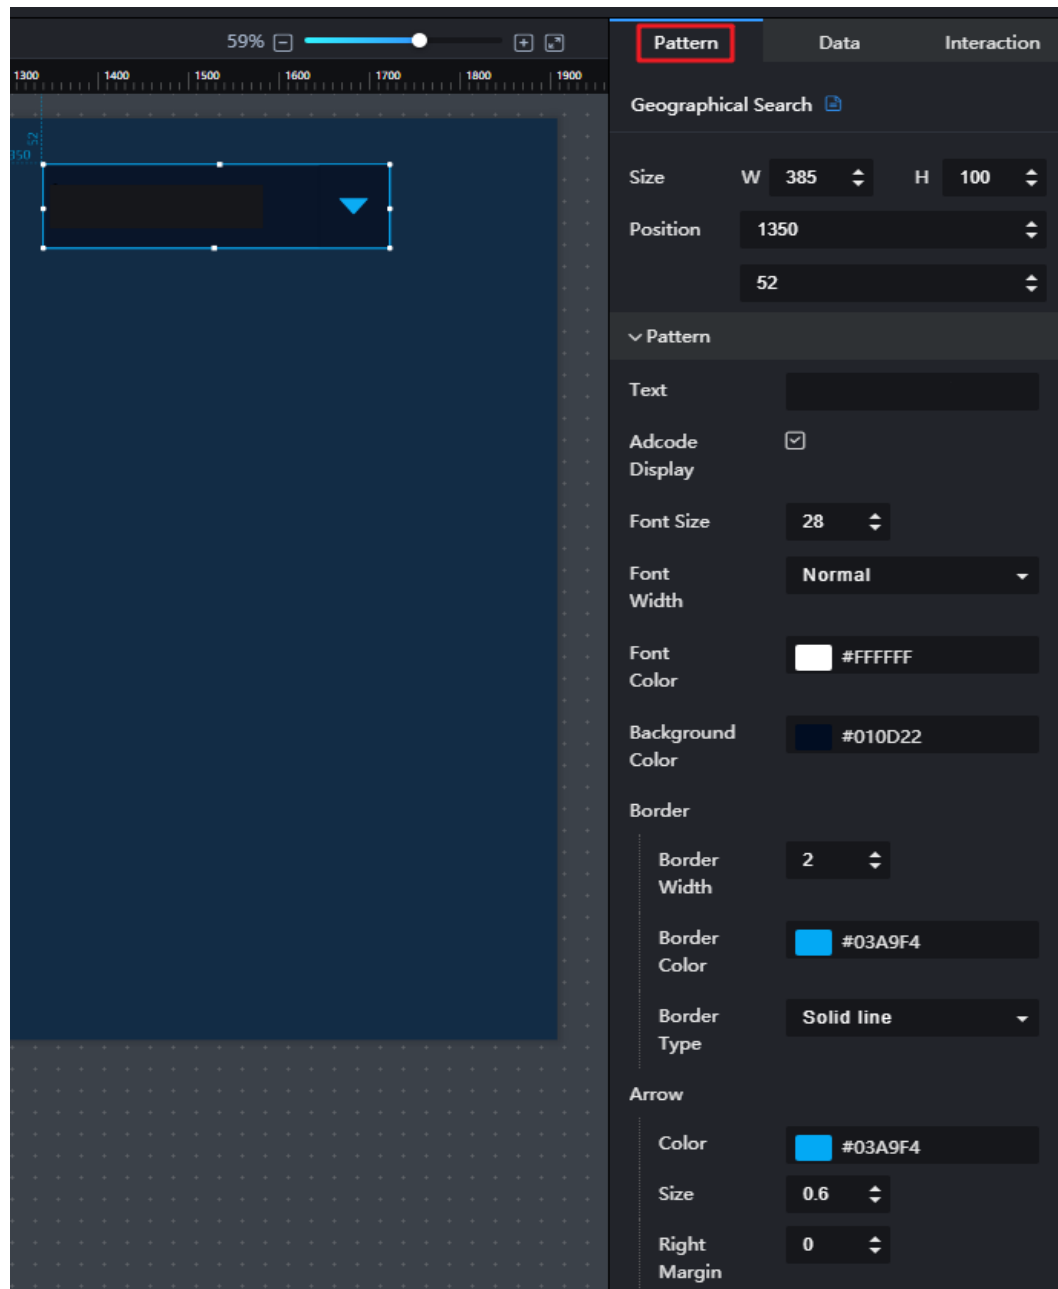 59%
Pattern Data Interaction
1300 1400 1500 1600 1700 1800 1900
Geographical Search
52
350
Size W 385 H 100
Position 1350
52
Pattern
Text
Adcode
Display
Font Size 28
Font
Width
Normal
Font
Color
#FFFFFF
Background
Color
#010D22
Border
Border
Width
2
Border
Color
#03A9F4
Border
Type
Solid line
Arrow
Color #03A9F4
Size 0.6
Right
Margin
0